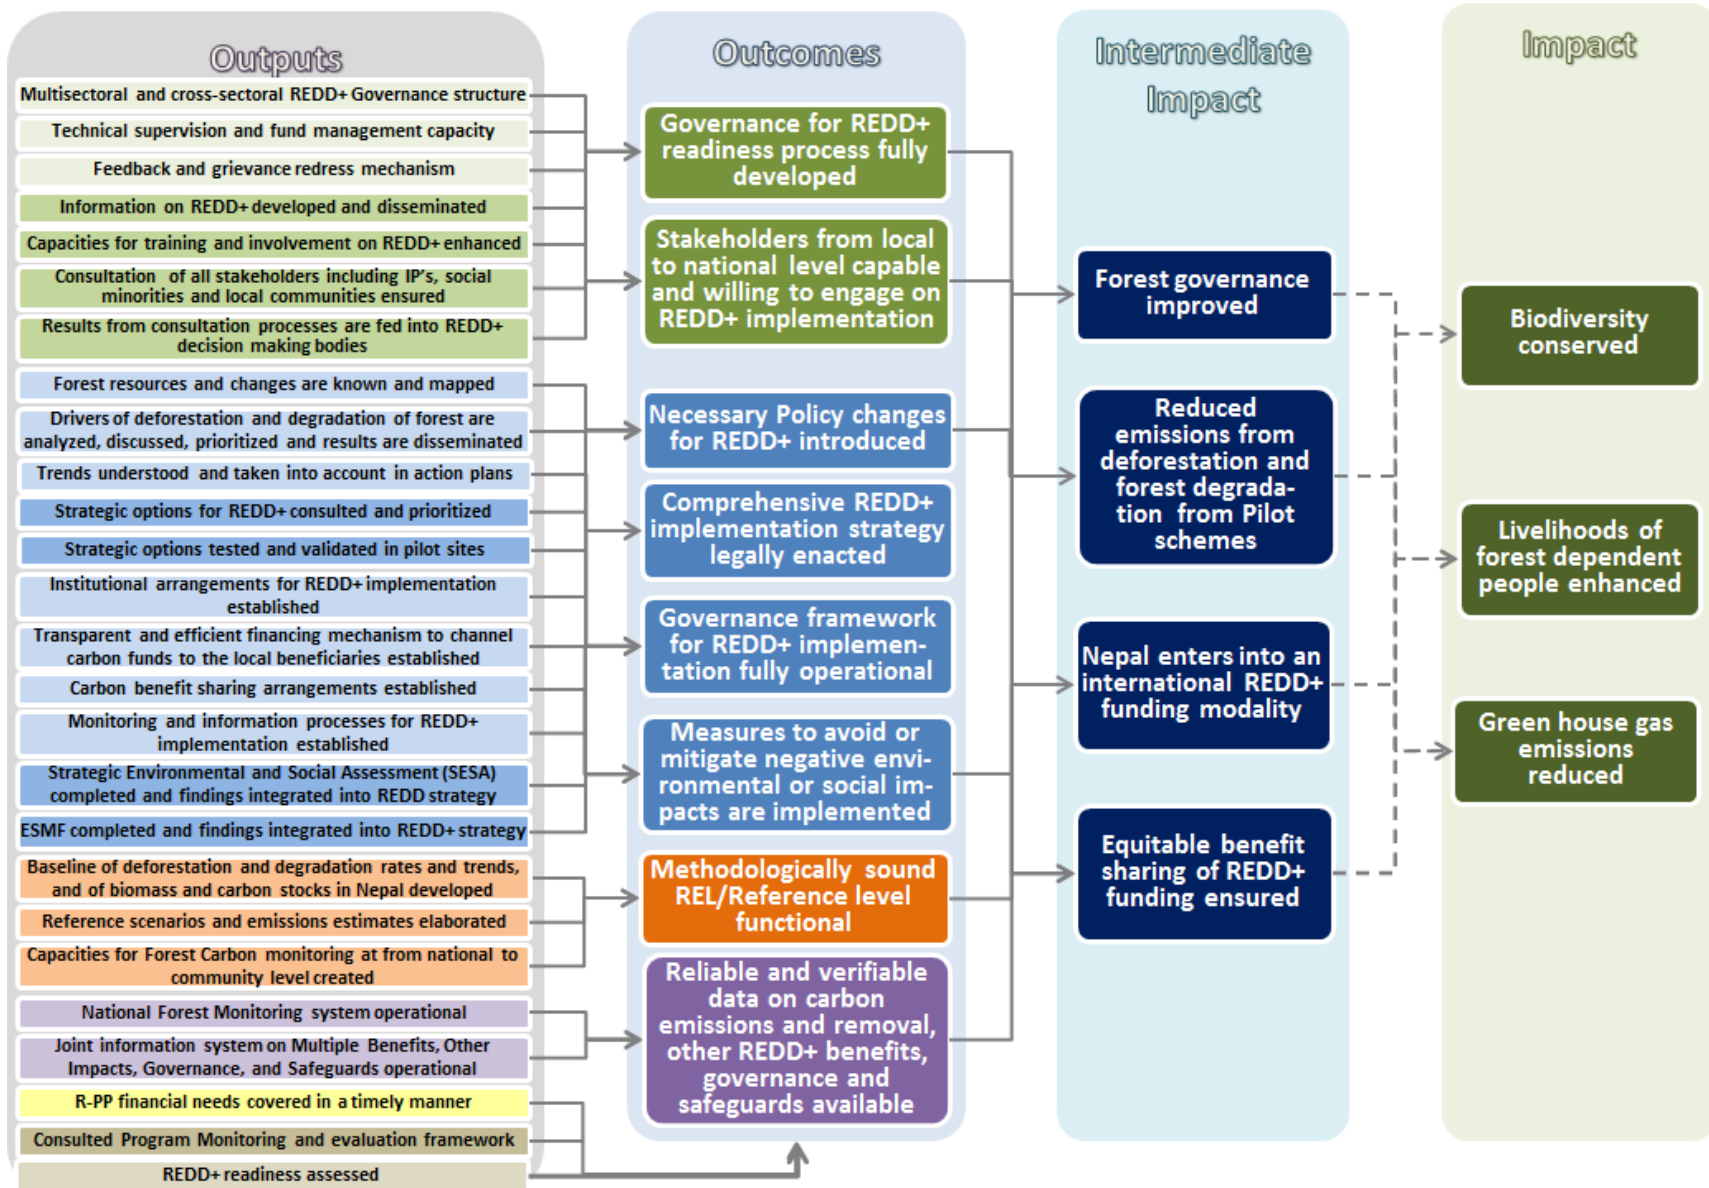 Outputs
Multisectoral and cross-sectoral REDD+ Governance structure
Technical supervision and fund management capacity
Feedback and grievance redress mechanism
Information on REDD+ developed and disseminated
Capacities for training and involvement on REDD+ enhanced
Consultation of all stakeholders including IP's, social
minorities and local communities ensured
Results from consultation processes are fed into REDD+
decision making bodies
Forest resources and changes are known and mapped
Drivers of deforestation and degradation of forest are
analyzed, discussed, prioritized and results are disseminated
Trends understood and taken into account in action plans
Strategic options for REDD+ consulted and prioritized
Strategic options tested and validated in pilot sites
Institutional arrangements for REDD+ implementation
established
Transparent and efficient financing mechanism to channel
carbon funds to the local beneficiaries established
Carbon benefit sharing arrangements established
Monitoring and information processes for REDD+
implementation established
Strategic Environmental and Social Assessment (SESA)
completed and findings integrated into REDD strategy
ESMF completed and findings integrated into REDD+ strategy
Baseline of deforestation and degradation rates and trends,
and of biomass and carbon stocks in Nepal developed
Reference scenarios and emissions estimates elaborated
Capacities for Forest Carbon monitoring at from national to
community level created
National Forest Monitoring system operational
Joint information system on Multiple Benefits, Other
Impacts, Governance, and Safeguards operational
R-PP financial needs covered in a timely manner
Consulted Program Monitoring and evaluation framework
REDD+ readiness assessed
Outcomes
Governance for REDD+
readiness process fully
developed
Stakeholders from local
to national level capable
and willing to engage on
REDD+ implementation
Necessary Policy changes
for REDD+ introduced
Comprehensive REDD+
implementation strategy
legally enacted
Governance framework
for REDD+ implemen-
tation fully operational
Measures to avoid or
mitigate negative envi-
ronmental or social im-
pacts are implemented
Methodologically sound
REL/Reference level
functional
Reliable and verifiable
data on carbon
emissions and removal,
other REDD+ benefits,
governance and
safeguards available
Intermediate
Impact
Forest governance
improved
Reduced
emissions from
deforestation and
forest degrada-
tion from Pilot
schemes
Nepal enters into an
international REDD+
funding modality
Equitable benefit
sharing of REDD+
funding ensured
Impact
Biodiversity
conserved
Livelihoods of
forest dependent
people enhanced
Green house gas
emissions
reduced